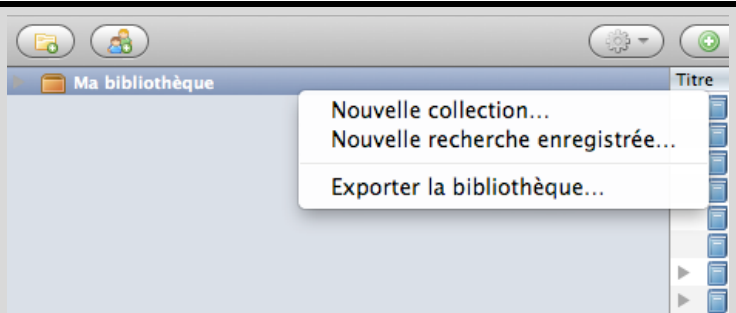 Ma bibliothèque
Titre
Nouvelle collection...
Nouvelle recherche enregistrée...
Exporter la bibliothèque...